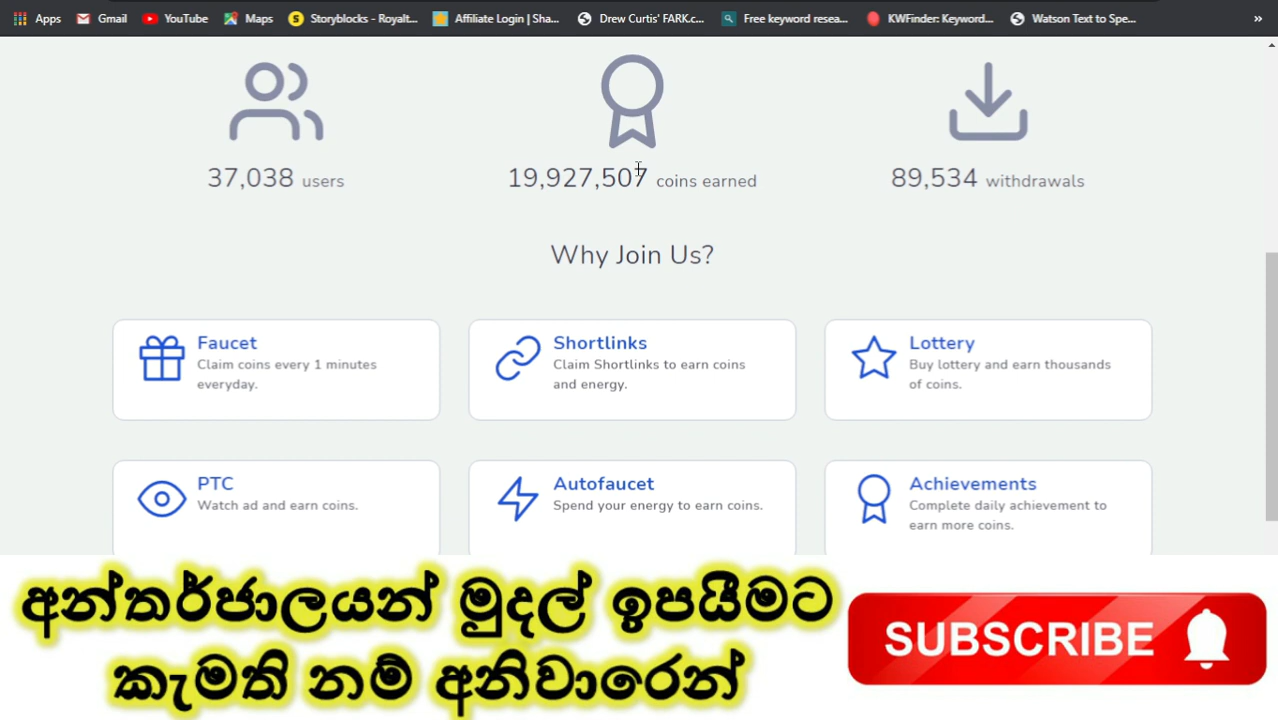 Apps Gmail YouTube Maps Storyblocks - Royalt... Affiliate Login | Sha... Drew Curtis' FARK.c... Free keyword resea... KWFinder: Keyword... Watson Text to Spe... »
37,038 users 19,927,507 coins earned 89,534 withdrawals
Why Join Us?
Faucet
Claim coins every 1 minutes
everyday.
Shortlinks
Claim Shortlinks to earn coins
and energy.
Lottery
Buy lottery and earn thousands
of coins.
PTC
Watch ad and earn coins.
Autofaucet
Spend your energy to earn coins.
Achievements
Complete daily achievement to
earn more coins.
අන්තර්ජාලයන් මුදල් ඉපයීමට
කැමති නම් අනිවාරෙන්
SUBSCRIBE